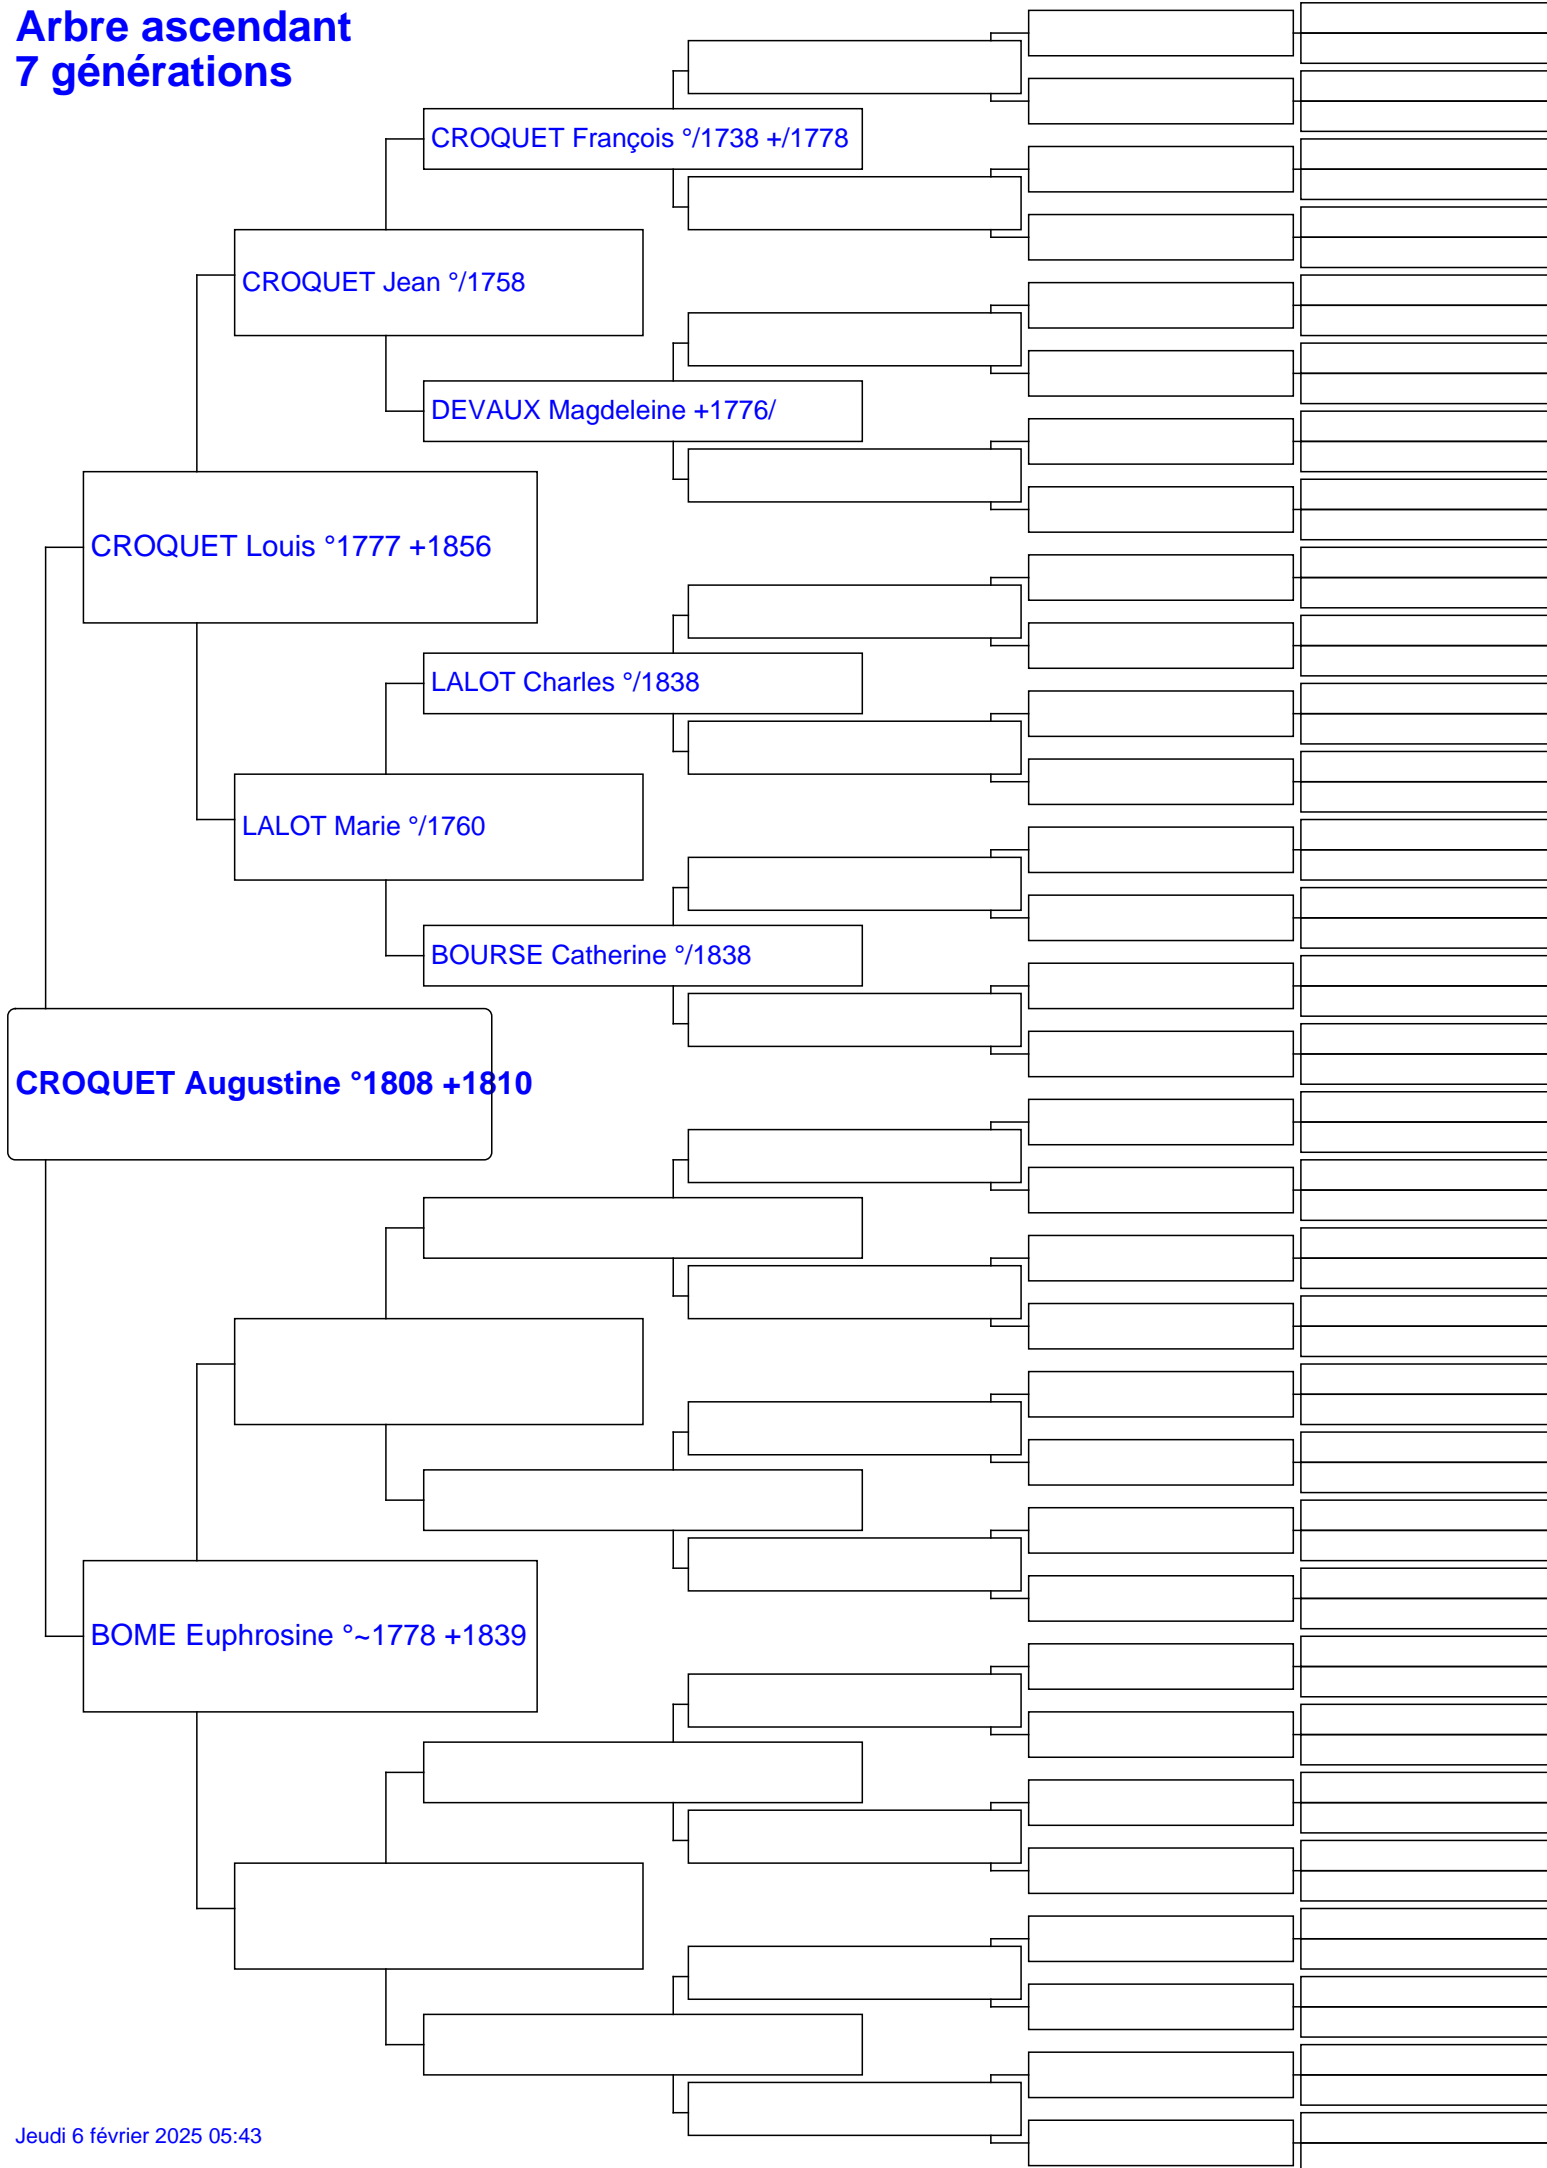 Arbre ascendant
7 générations
CROQUET François °/1738 +/1778
CROQUET Jean °/1758
DEVAUX Magdeleine +1776/
CROQUET Louis °1777 +1856
LALOT Charles °/1838
LALOT Marie °/1760
BOURSE Catherine °/1838
CROQUET Augustine °1808 +1810
BOME Euphrosine °~1778 +1839
Jeudi 6 février 2025 05:43